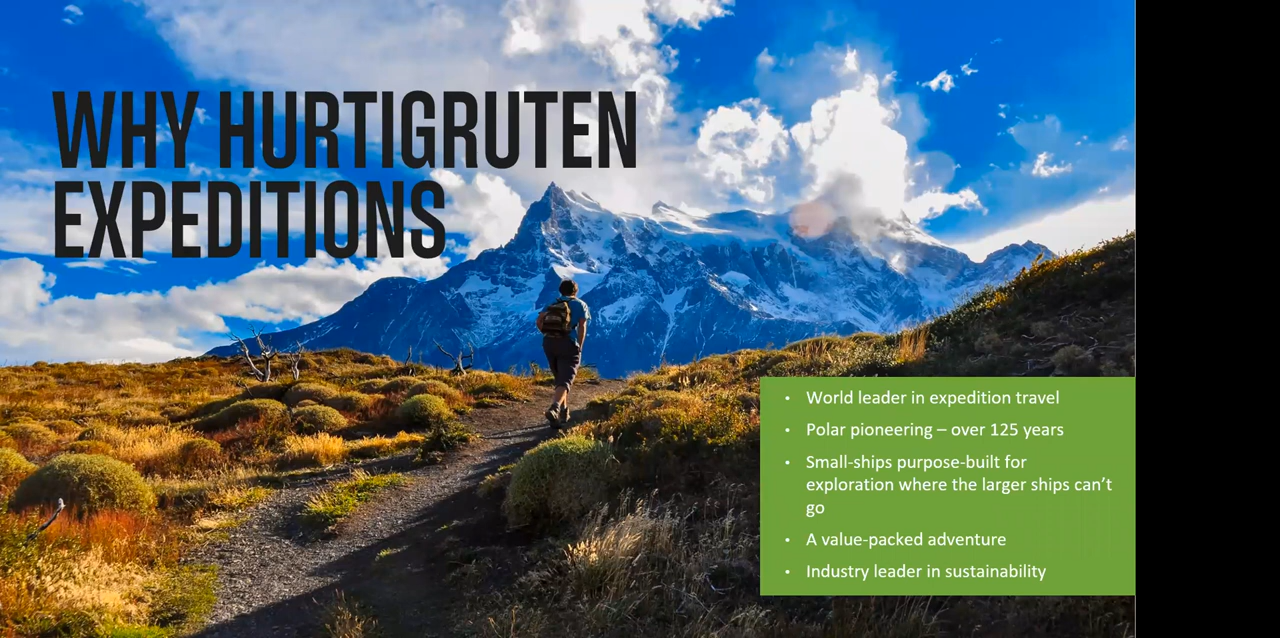 WHY HURTIGRUTEN
EXPEDITIONS
• World leader in expedition travel
• Polar pioneering – over 125 years
• Small-ships purpose-built for
exploration where the larger ships can't
go
• A value-packed adventure
• Industry leader in sustainability